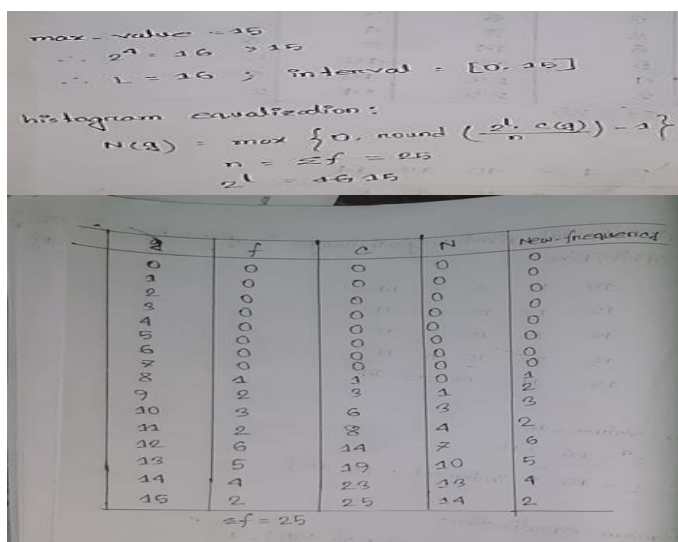 max-value = 15
∴ 2^4 = 16 > 15
∴ L = 16 ; interval = [0, 15]
histogram equalization:
N(g) = max {0, round (2^l. c(g) / n) - 1}
n = Σf = 25
2^l = 16 15
g f c N New-frequencies
0 0 0 0 0
1 0 0 0 0
2 0 0 0 0
3 0 0 0 0
4 0 0 0 0
5 0 0 0 0
6 0 0 0 0
7 0 0 0 0
8 1 1 0 1
9 2 3 1 2
10 3 6 3 3
11 2 8 4 2
12 6 14 7 6
13 5 19 10 5
14 4 23 13 4
15 2 25 14 2
∴ Σf = 25